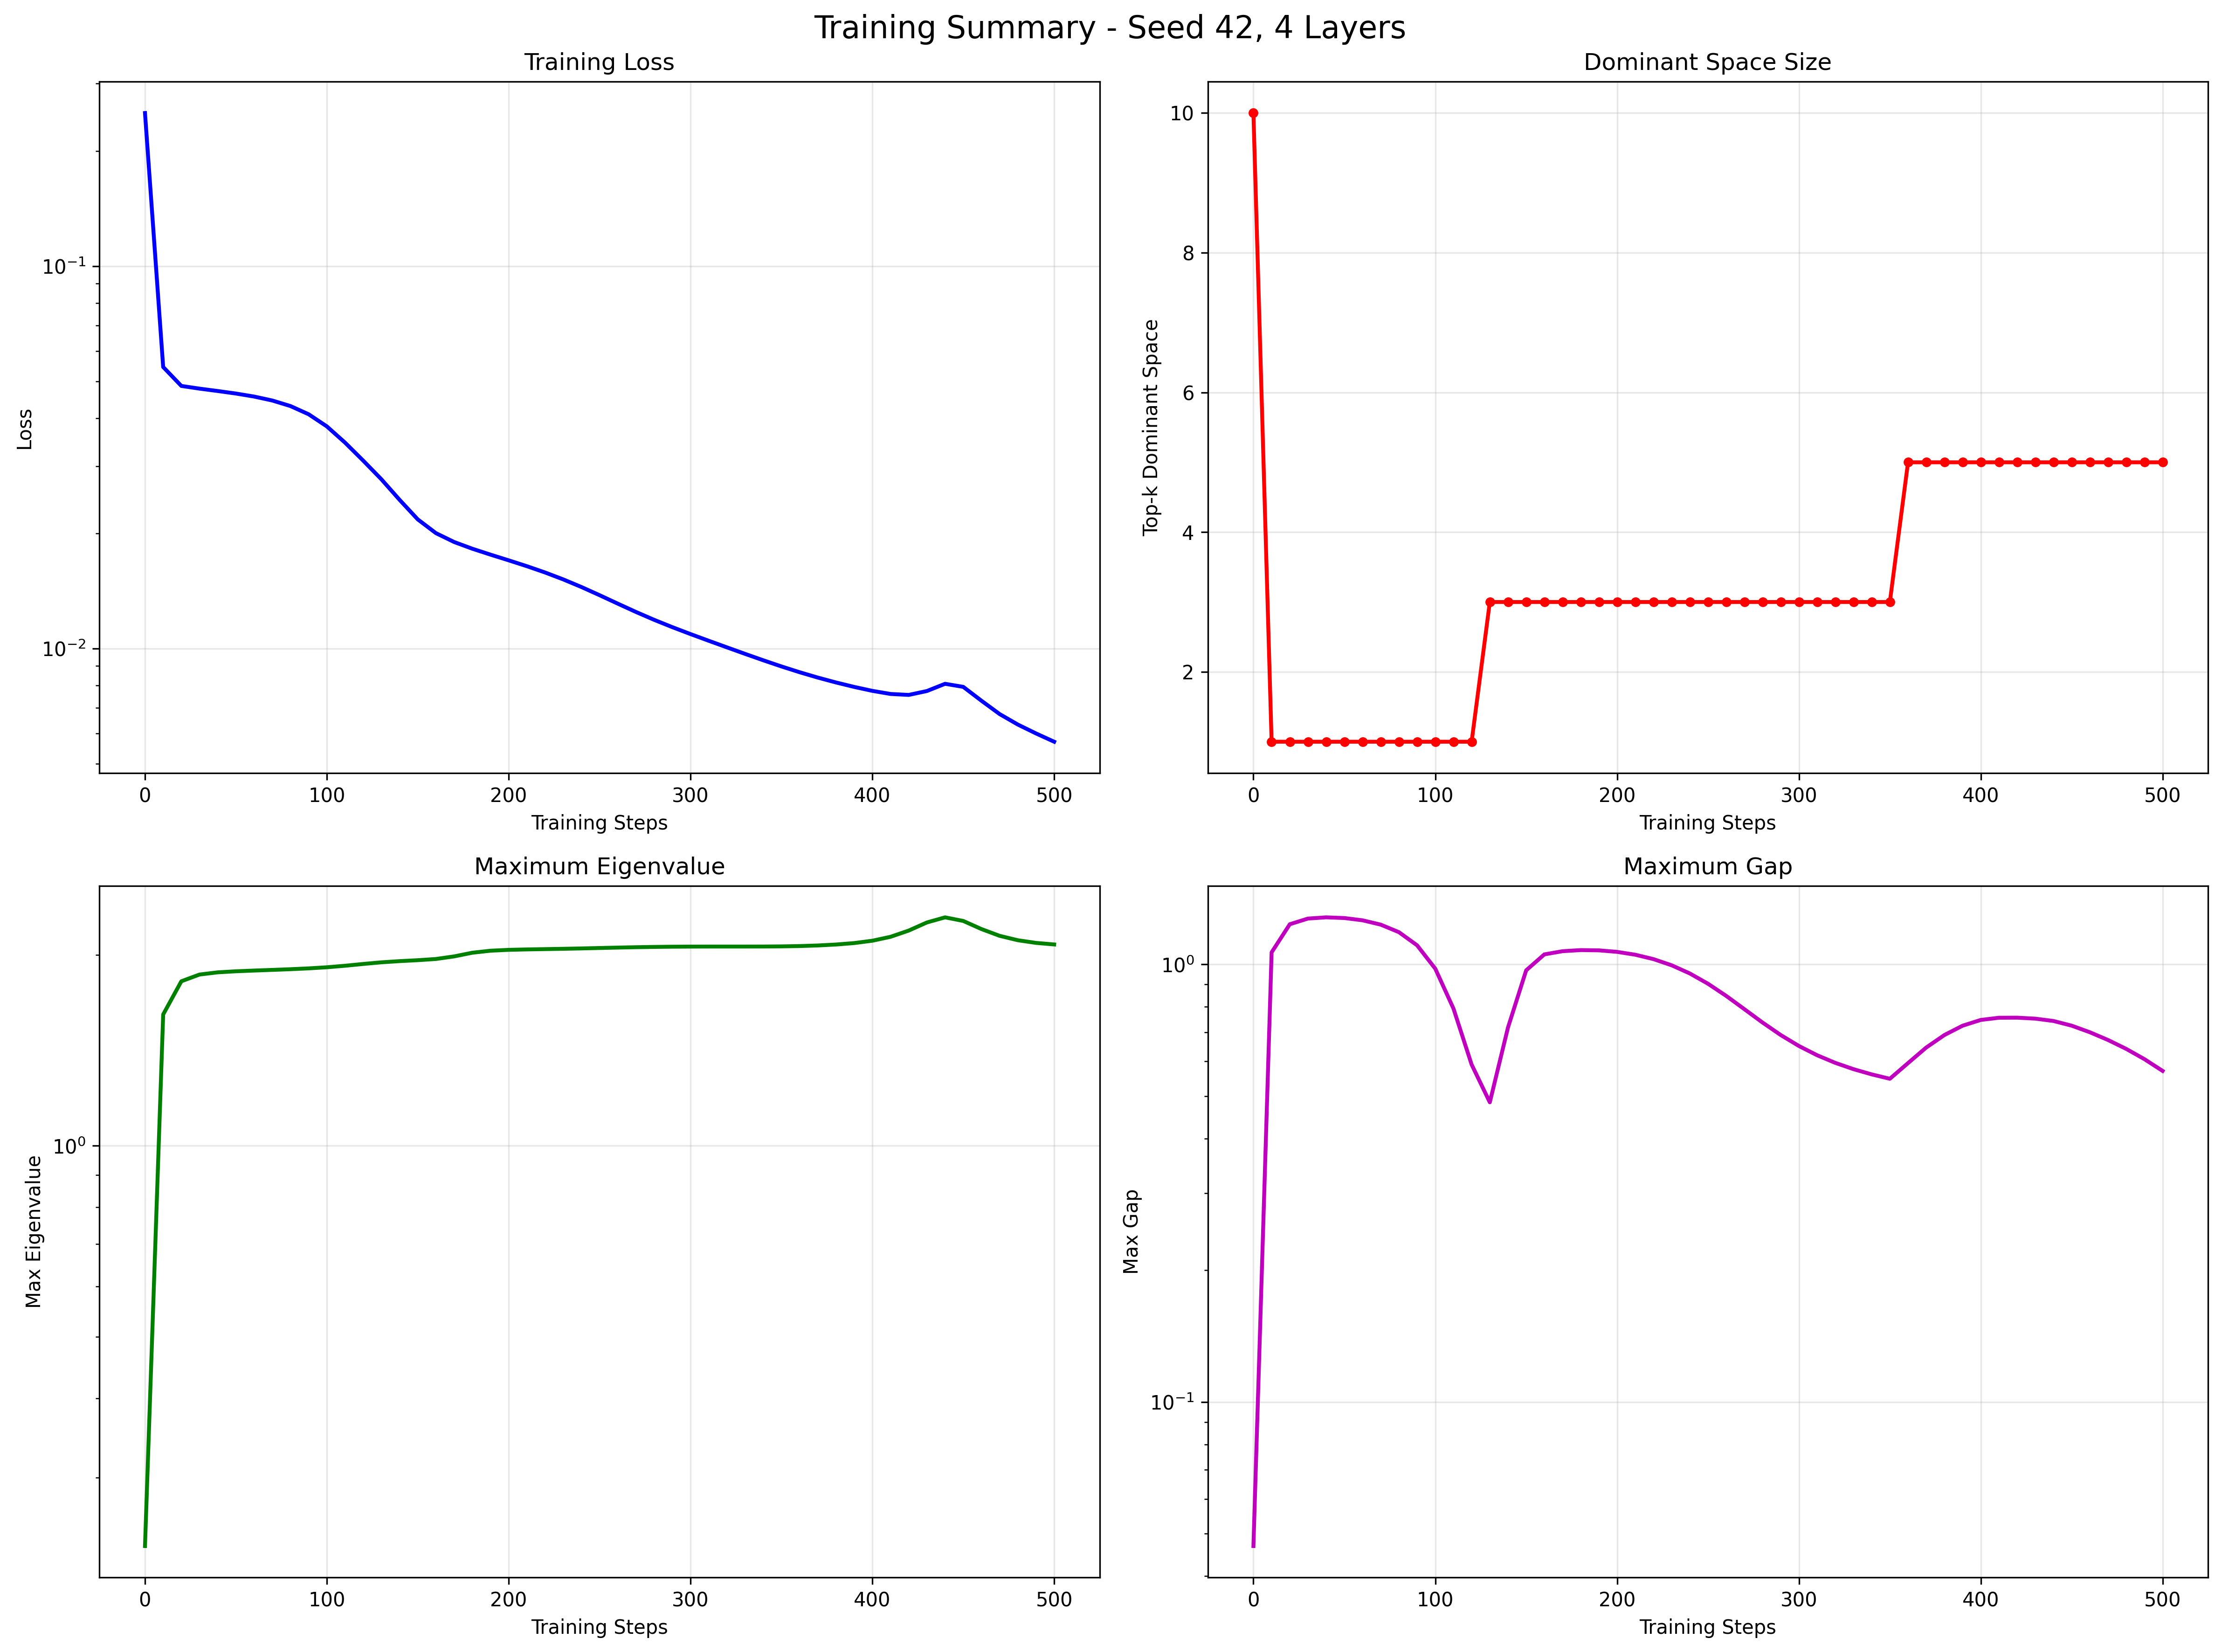 Training Summary - Seed 42, 4 Layers
Training Loss
Loss
10⁻¹
10⁻²
0 100 200 300 400 500
Training Steps
Dominant Space Size
Top-k Dominant Space
10
8
6
4
2
0 100 200 300 400 500
Training Steps
Maximum Eigenvalue
Max Eigenvalue
10⁰
0 100 200 300 400 500
Training Steps
Maximum Gap
Max Gap
10⁰
10⁻¹
0 100 200 300 400 500
Training Steps